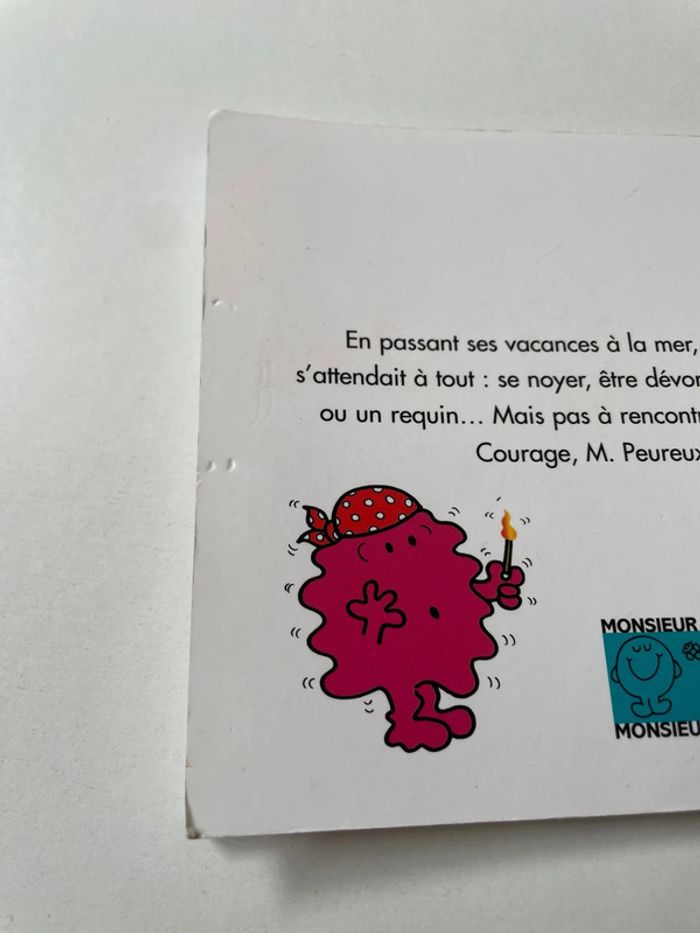 En passant ses vacances à la mer,
s'attendait à tout : se noyer, être dévor
ou un requin... Mais pas à rencontr
Courage, M. Peureux
MONSIEUR
MONSIEU